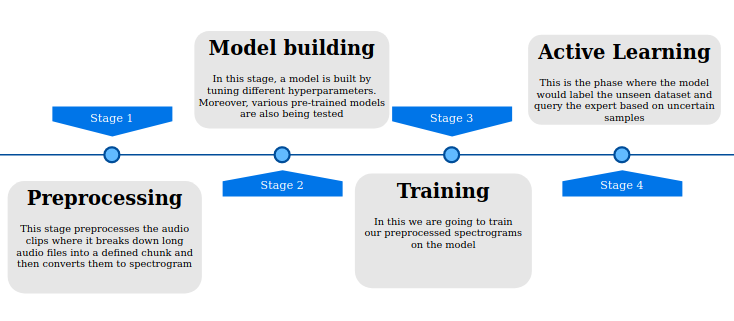 Stage 1
Preprocessing
This stage preprocesses the audio
clips where it breaks down long
audio files into a defined chunk and
then converts them to spectrogram
Model building
In this stage, a model is built by
tuning different hyperparameters.
Moreover, various pre-trained models
are also being tested
Stage 2
Stage 3
Training
In this we are going to train
our preprocessed spectrograms
on the model
Active Learning
This is the phase where the model
would label the unseen dataset and
query the expert based on uncertain
samples
Stage 4